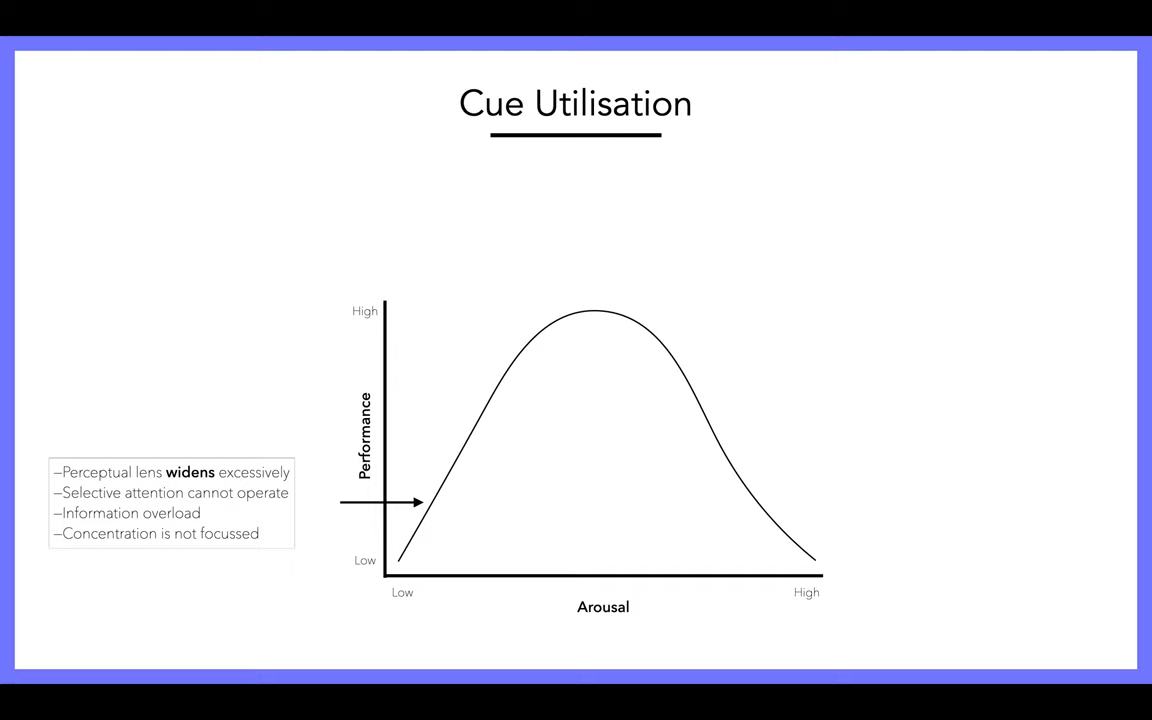 Cue Utilisation
High
Performance
–Perceptual lens widens excessively
–Selective attention cannot operate
–Information overload
–Concentration is not focussed
Low
Low
High
Arousal